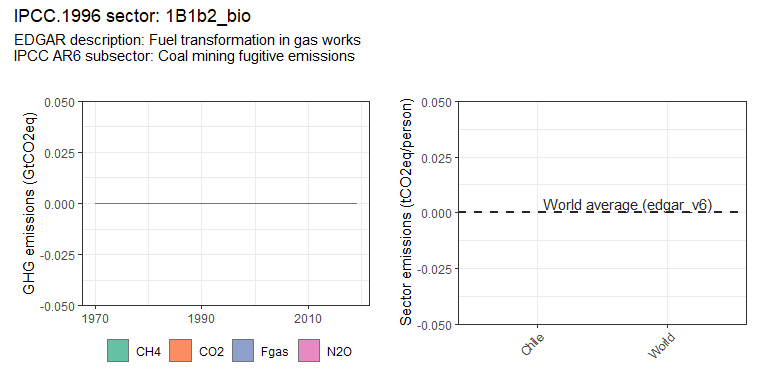 IPCC.1996 sector: 1B1b2_bio
EDGAR description: Fuel transformation in gas works
IPCC AR6 subsector: Coal mining fugitive emissions
GHG emissions (GtCO2eq)
0.050
0.025
0.000
-0.025
-0.050
1970
1990
2010
CH4
CO2
Fgas
N2O
Sector emissions (tCO2eq/person)
0.050
0.025
0.000
-0.025
-0.050
World average (edgar_v6)
Chile
World